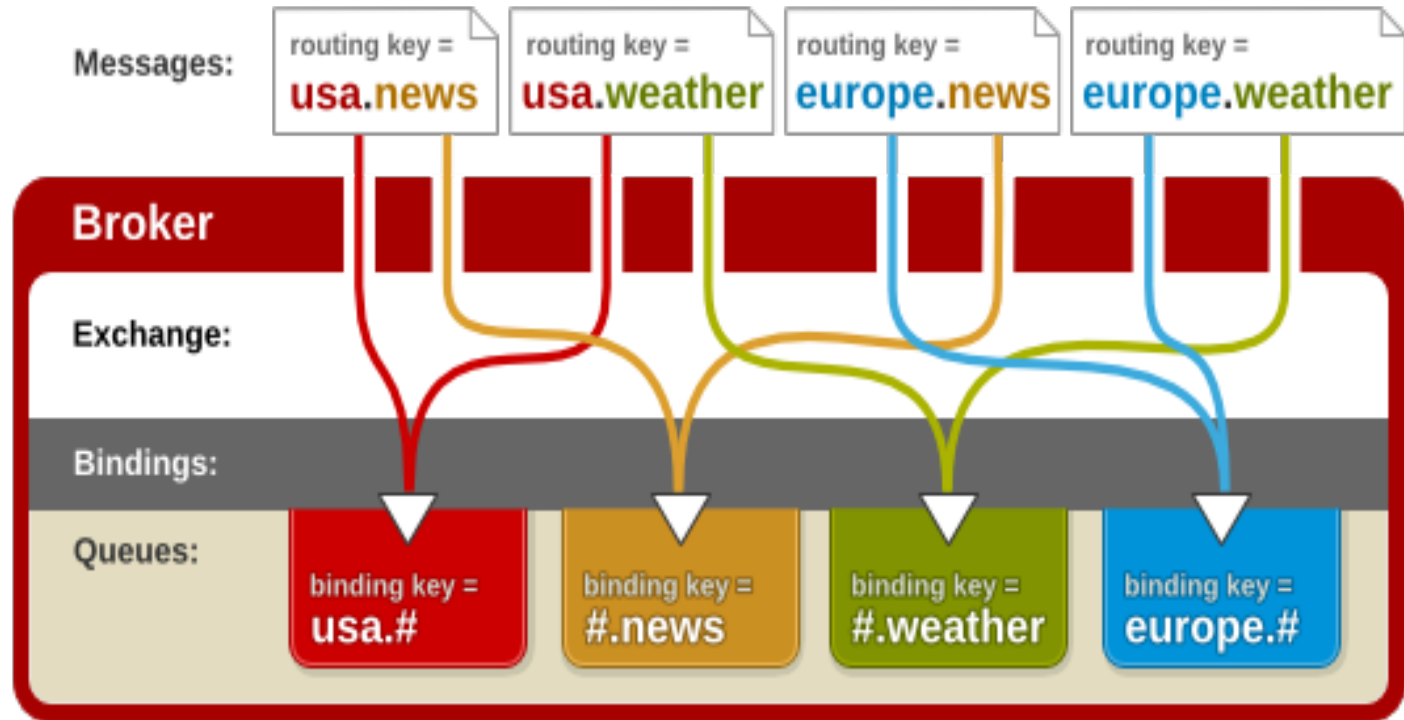 Messages:
routing key =
usa.news
routing key =
usa.weather
routing key =
europe.news
routing key =
europe.weather
Broker
Exchange:
Bindings:
Queues:
binding key =
usa.#
binding key =
#.news
binding key =
#.weather
binding key =
europe.#